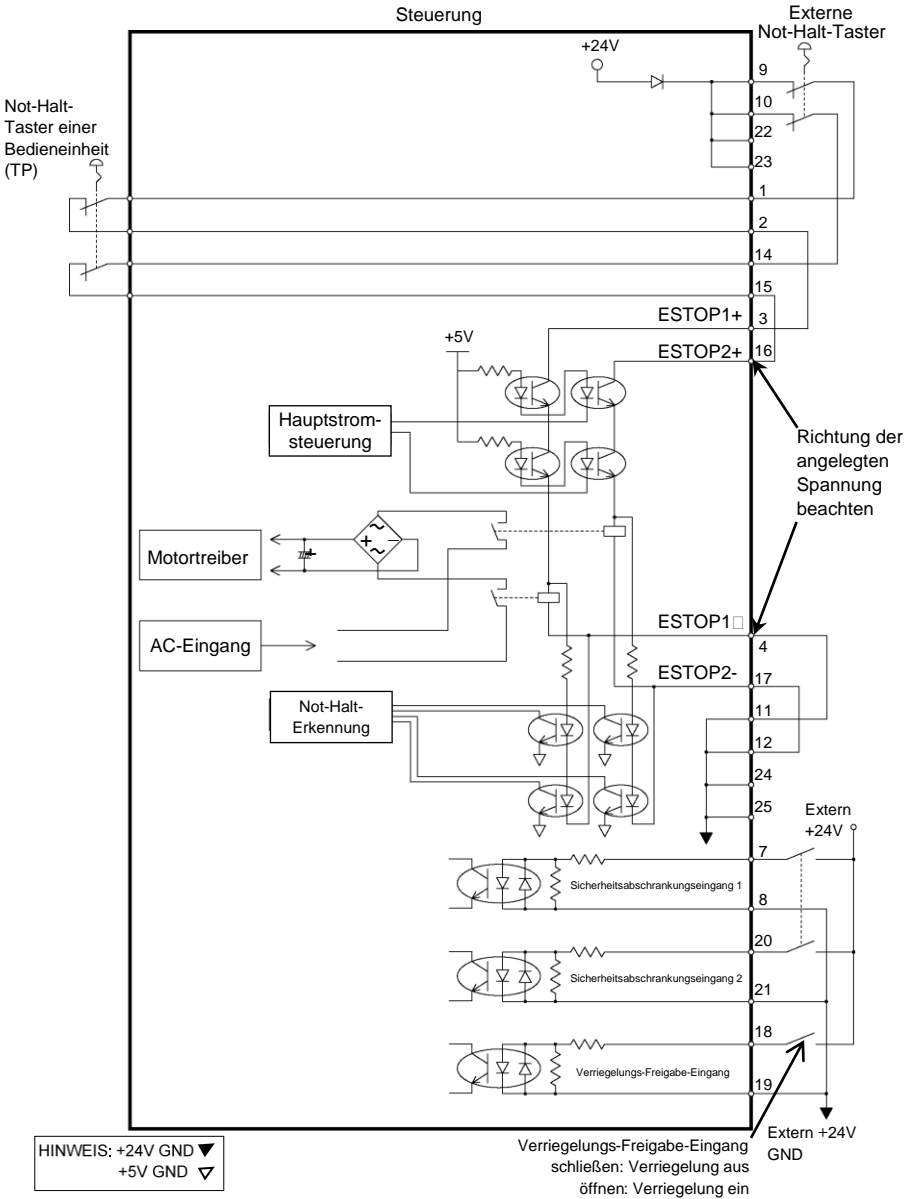 Steuerung
Externe
Not-Halt-Taster
+24V
9
10
22
23
Not-Halt-
Taster einer
Bedieneinheit
(TP)
1
2
14
15
ESTOP1+
3
ESTOP2+
16
+5V
Hauptstrom-
steuerung
Richtung der
angelegten
Spannung
beachten
Motortreiber
+
~
~
-
+
AC-Eingang
ESTOP1□
4
ESTOP2-
17
Not-Halt-
Erkennung
11
12
24
25
Extern
+24V
7
Sicherheitsabschrankungseingang 1
8
20
Sicherheitsabschrankungseingang 2
21
18
Verriegelungs-Freigabe-Eingang
19
Extern +24V
GND
Verriegelungs-Freigabe-Eingang
schließen: Verriegelung aus
öffnen: Verriegelung ein
HINWEIS: +24V GND ▼
+5V GND ▽